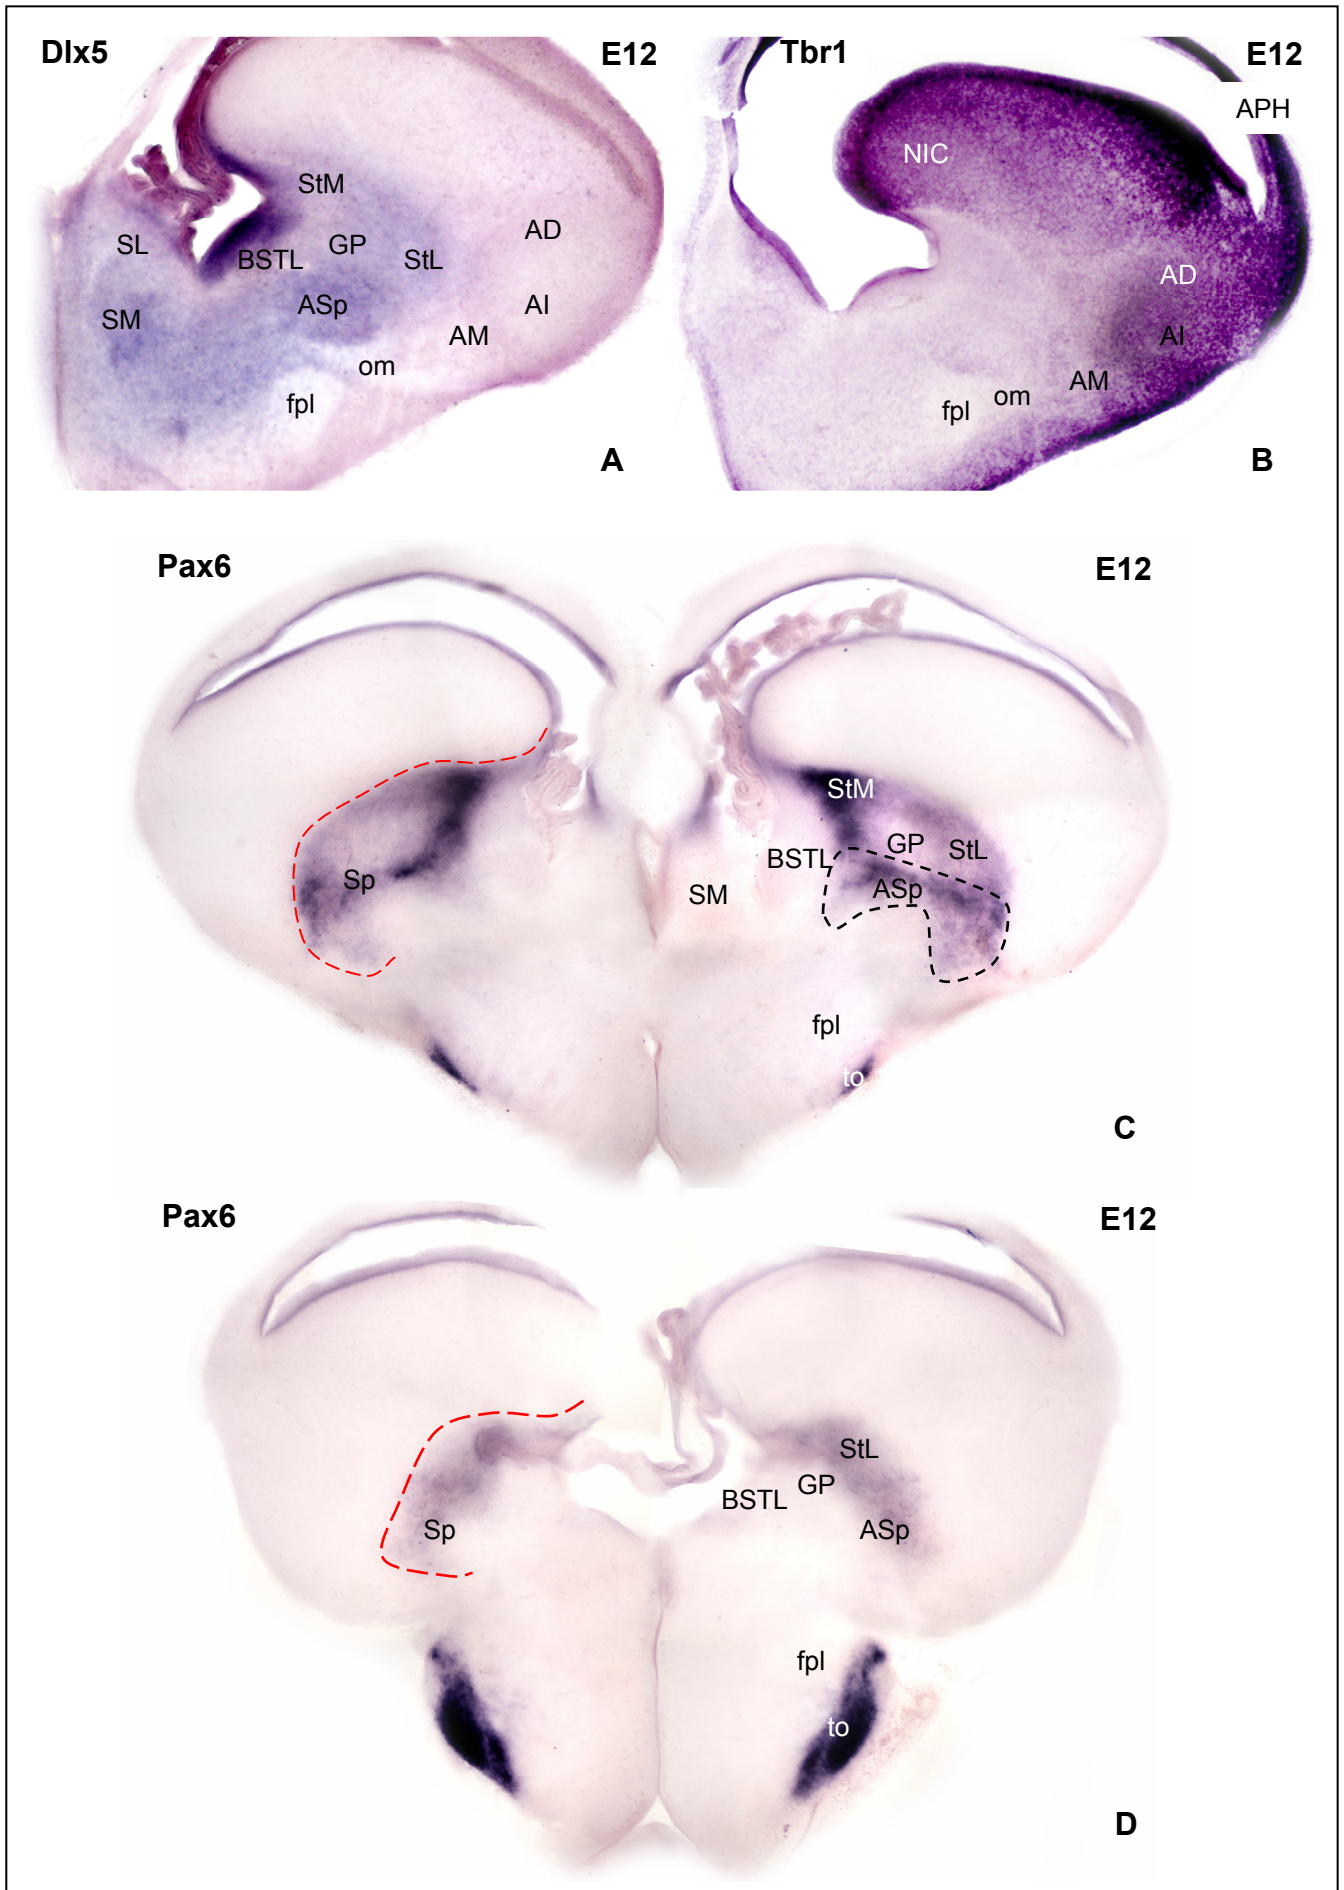 Dlx5
E12
StM
SL
BSTL
GP
StL
AD
SM
ASp
AI
AM
om
fpl
A
Tbr1
E12
APH
NIC
AD
AI
AM
om
fpl
B
Pax6
E12
StM
GP
StL
BSTL
Sp
ASp
SM
fpl
to
C
Pax6
E12
StL
GP
BSTL
Sp
ASp
fpl
to
D